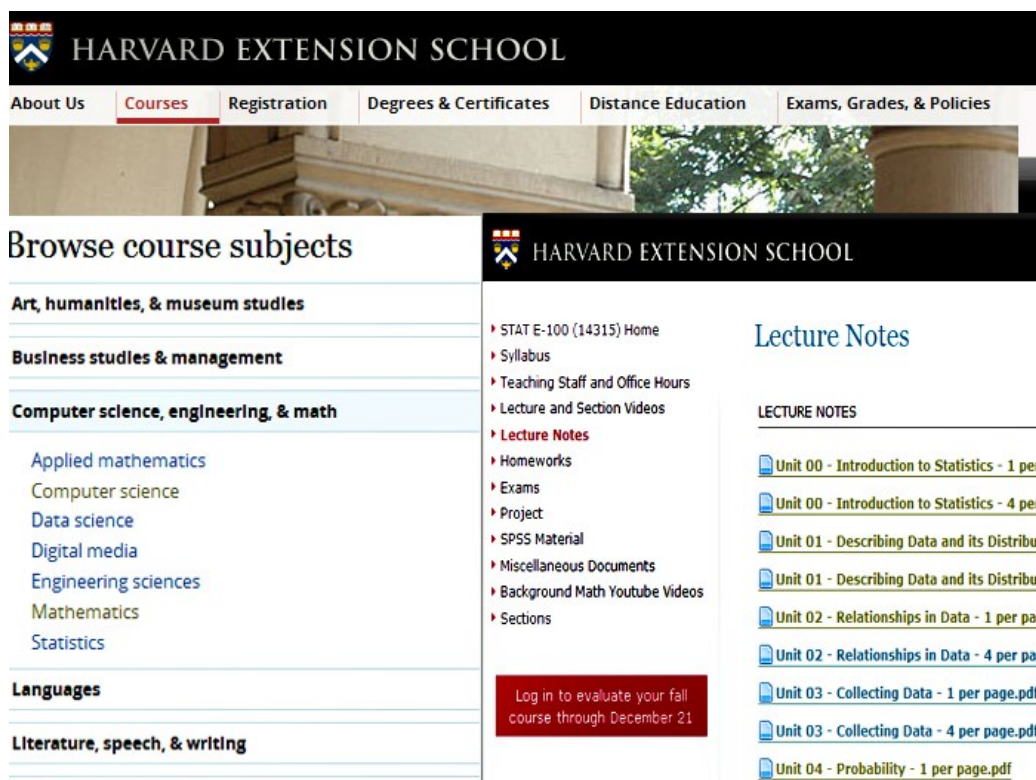 HARVARD EXTENSION SCHOOL
About Us Courses Registration Degrees & Certificates Distance Education Exams, Grades, & Policies
Browse course subjects
Art, humanities, & museum studies
Business studies & management
Computer science, engineering, & math
Applied mathematics
Computer science
Data science
Digital media
Engineering sciences
Mathematics
Statistics
Languages
Literature, speech, & writing
HARVARD EXTENSION SCHOOL
STAT E-100 (14315) Home
Syllabus
Teaching Staff and Office Hours
Lecture and Section Videos
Lecture Notes
Homeworks
Exams
Project
SPSS Material
Miscellaneous Documents
Background Math Youtube Videos
Sections
Log in to evaluate your fall
course through December 21
Lecture Notes
LECTURE NOTES
Unit 00 - Introduction to Statistics - 1
Unit 00 - Introduction to Statistics - 4
Unit 01 - Describing Data and its
Unit 01 - Describing Data and its
Unit 02 - Relationships in Data - 1 per
Unit 02 - Relationships in Data - 4 per
Unit 03 - Collecting Data - 1 per page.pdf
Unit 03 - Collecting Data - 4 per page.pdf
Unit 04 - Probability - 1 per page.pdf